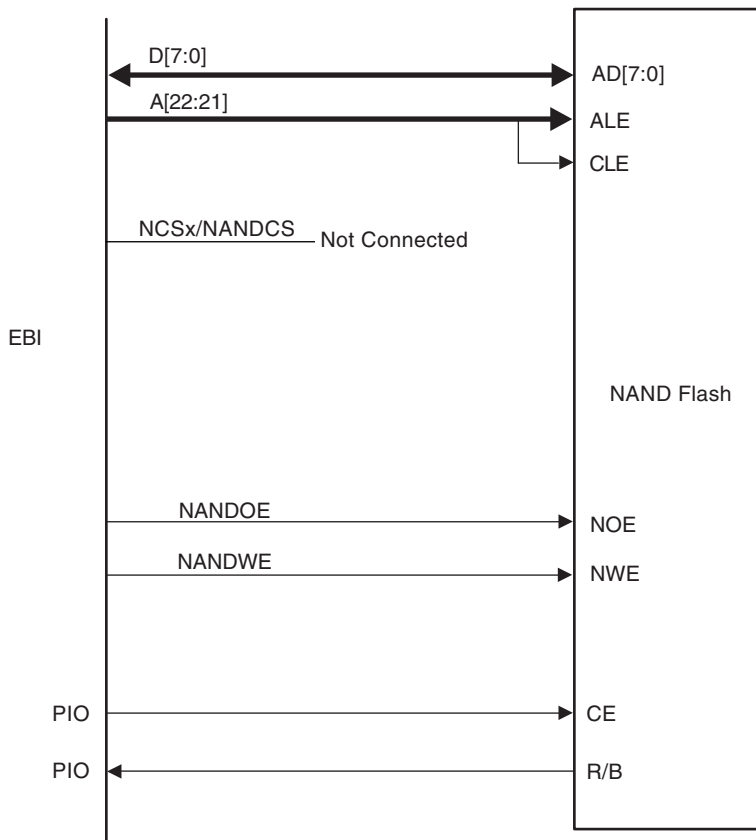 D[7:0]
AD[7:0]
A[22:21]
ALE
CLE
NCSx/NANDCS
Not Connected
EBI
NAND Flash
NANDOE
NOE
NANDWE
NWE
PIO
CE
PIO
R/B